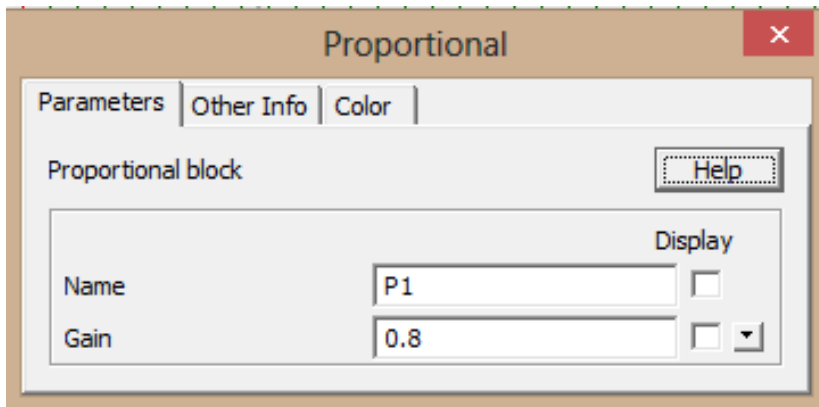 Proportional
Parameters Other Info Color
Proportional block Help
Display
Name P1
Gain 0.8